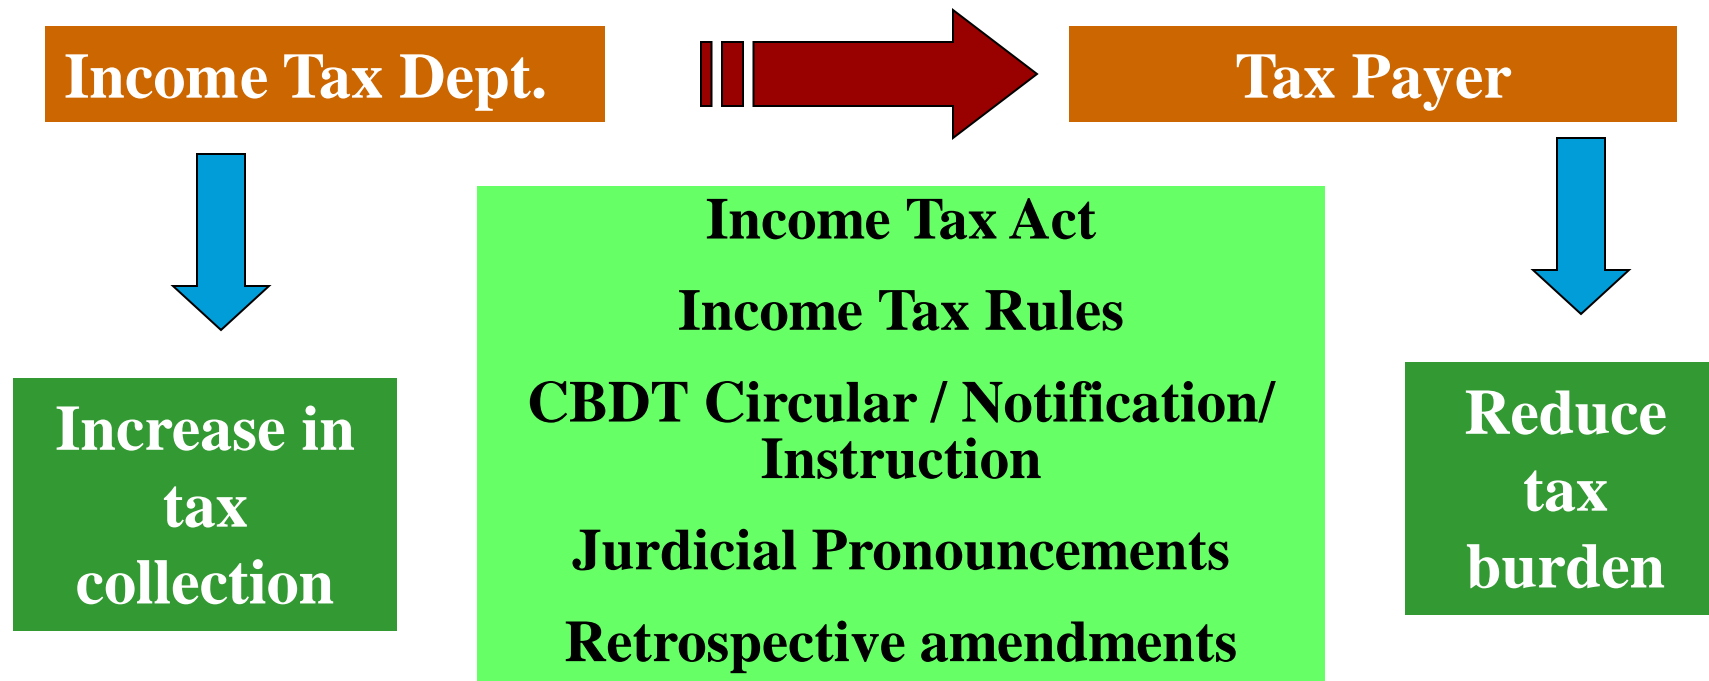 Income Tax Dept.
Tax Payer
Income Tax Act
Income Tax Rules
CBDT Circular / Notification/
Instruction
Jurdicial Pronouncements
Retrospective amendments
Increase in
tax
collection
Reduce
tax
burden